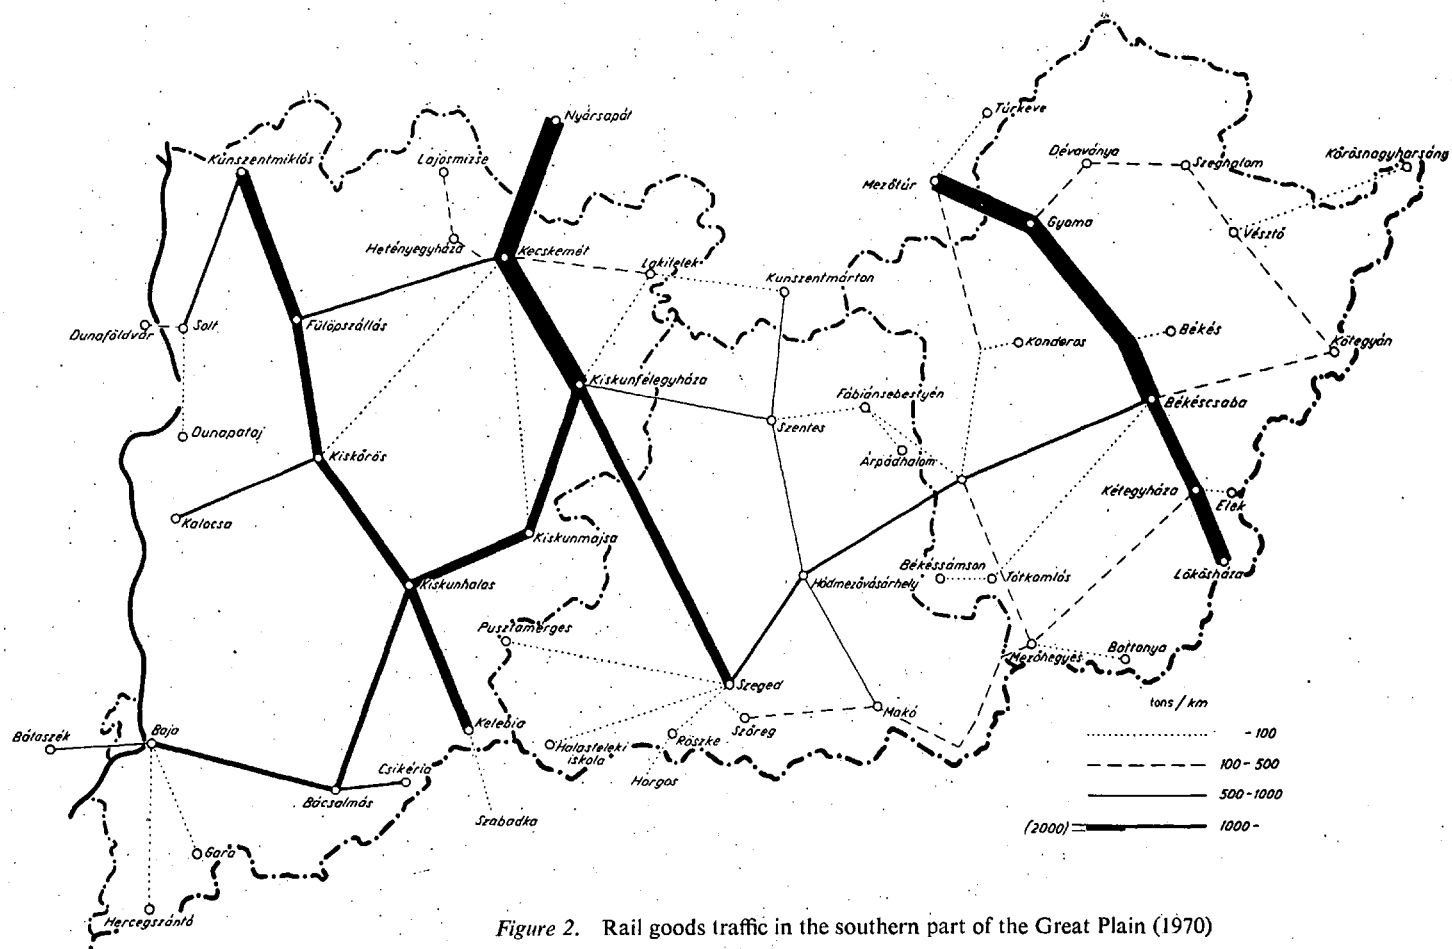 Nyársapát
Túrkeve
Kunszentmiklós
Lajosmizse
Dévaványa
Szeghalom
Körösnagyharsáng
Mezőtúr
Gyoma
Vésztő
Hetényegyháza
Kecskemét
Lakitelek
Kunszentmárton
Dunaföldvár
Solt
Fülöpszállás
Kondoros
Békés
Kötegyán
Kiskunfélegyháza
Fábiánsebestyén
Békéscsaba
Dunapataj
Szentes
Kiskőrös
Árpádhalom
Kétegyháza
Elek
Kalocsa
Kiskunmajsa
Kiskunhalas
Hódmezővásárhely
Békéssámson
Tótkomlós
Lőkösháza
Pusztamérges
Mezőhegyes
Battonya
Szeged
tons / km
Makó
Kelebia
Szőreg
Röszke
Bátaszék
Baja
Halasteleki
iskola
- 100
Horgos
100 - 500
Csikéria
Bácsalmás
500 - 1000
Szabadka
(2000)
1000 -
Gara
Hercegszántó
Figure 2. Rail goods traffic in the southern part of the Great Plain (1970)